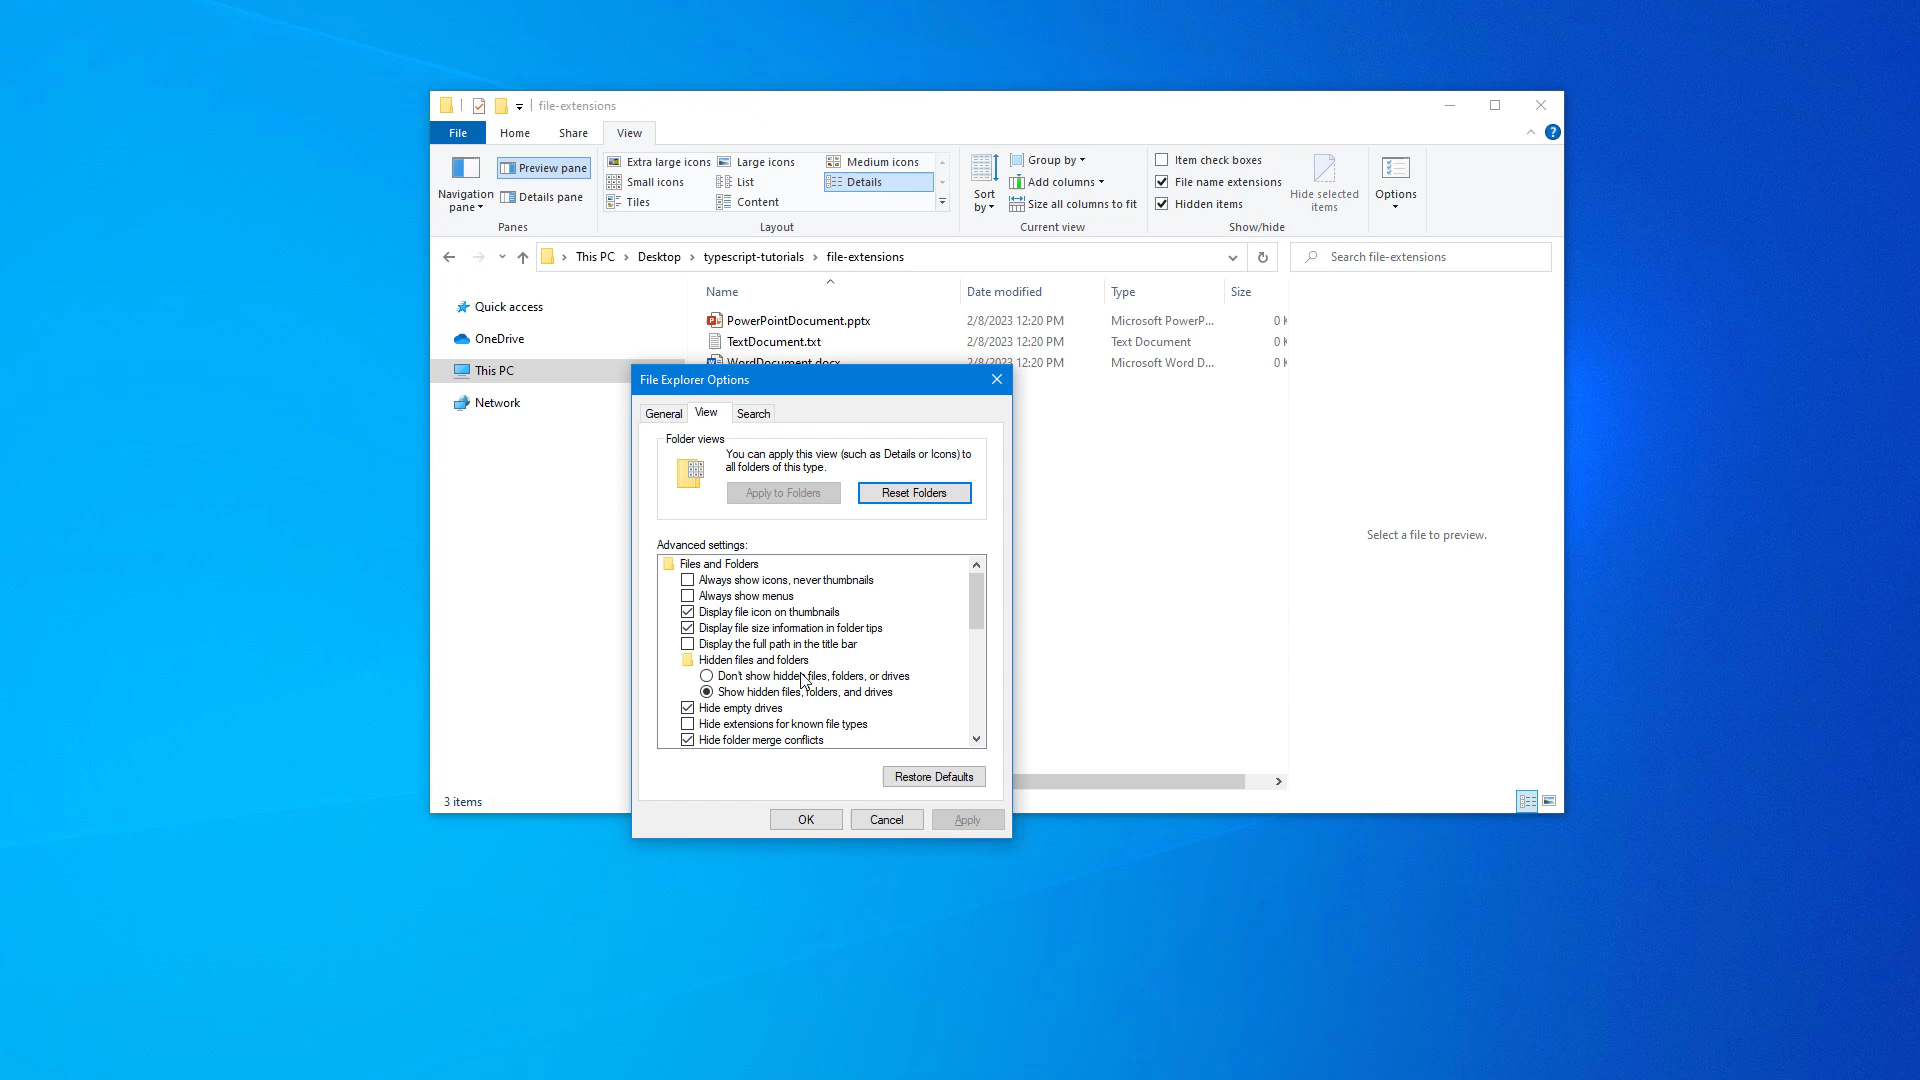 file-extensions
File Home Share View
Navigation pane
Preview pane
Details pane
Panes
Extra large icons Large icons Medium icons
Small icons List Details
Tiles Content
Layout
Sort by
Group by
Add columns
Size all columns to fit
Current view
Item check boxes
File name extensions
Hidden items
Hide selected items
Show/hide
Options
This PC Desktop typescript-tutorials file-extensions
Search file-extensions
Quick access
OneDrive
This PC
Network
Name Date modified Type Size
PowerPointDocument.pptx 2/8/2023 12:20 PM Microsoft PowerP... 0 K
TextDocument.txt 2/8/2023 12:20 PM Text Document 0 K
WordDocument.docx 2/8/2023 12:20 PM Microsoft Word D... 0 K
Select a file to preview.
File Explorer Options
General View Search
Folder views
You can apply this view (such as Details or Icons) to
all folders of this type.
Apply to Folders Reset Folders
Advanced settings:
Files and Folders
Always show icons, never thumbnails
Always show menus
Display file icon on thumbnails
Display file size information in folder tips
Display the full path in the title bar
Hidden files and folders
Don't show hidden files, folders, or drives
Show hidden files, folders, and drives
Hide empty drives
Hide extensions for known file types
Hide folder merge conflicts
Restore Defaults
OK Cancel Apply
3 items